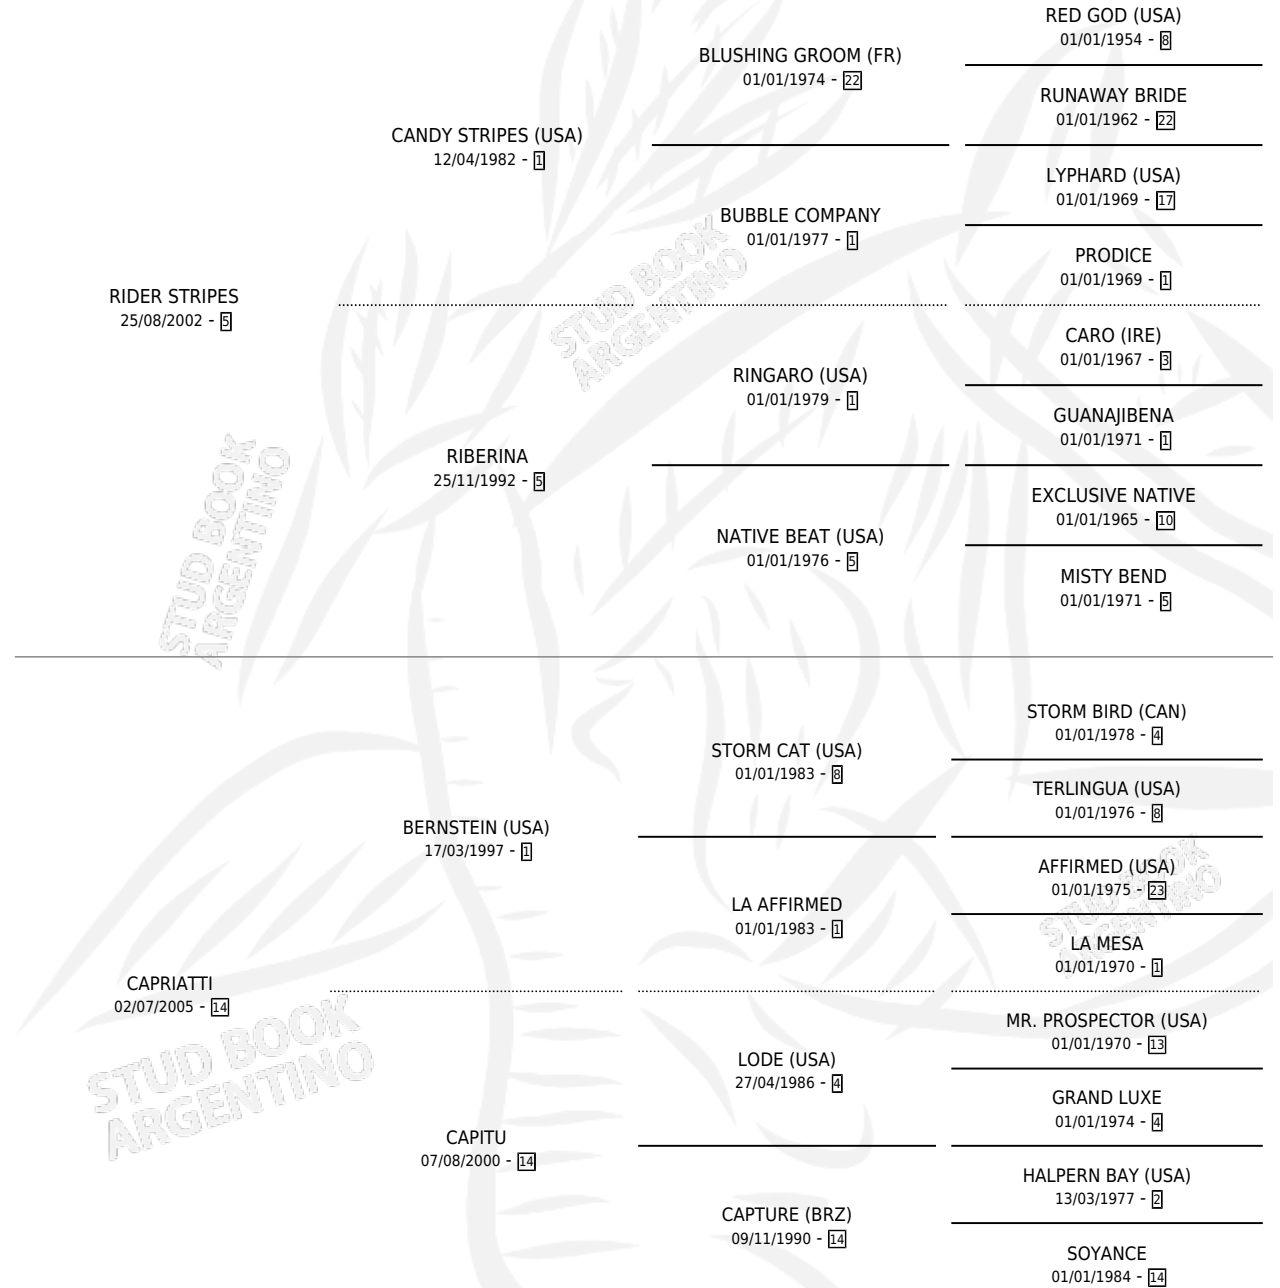 RED GOD (USA)
01/01/1954 - 8
BLUSHING GROOM (FR)
01/01/1974 - 22
RUNAWAY BRIDE
01/01/1962 - 22
CANDY STRIPES (USA)
12/04/1982 - 1
LYPHARD (USA)
01/01/1969 - 17
BUBBLE COMPANY
01/01/1977 - 1
PRODICE
01/01/1969 - 1
RIDER STRIPES
25/08/2002 - 5
STUD BOOK
ARGENTINO
CARO (IRE)
01/01/1967 - 3
RINGARO (USA)
01/01/1979 - 1
GUANAJIBENA
01/01/1971 - 1
RIBERINA
25/11/1992 - 5
EXCLUSIVE NATIVE
01/01/1965 - 10
NATIVE BEAT (USA)
01/01/1976 - 5
MISTY BEND
01/01/1971 - 5
STUD BOOK
ARGENTINO
STORM BIRD (CAN)
01/01/1978 - 4
STORM CAT (USA)
01/01/1983 - 8
TERLINGUA (USA)
01/01/1976 - 8
BERNSTEIN (USA)
17/03/1997 - 1
AFFIRMED (USA)
01/01/1975 - 23
LA AFFIRMED
01/01/1983 - 1
STUD BOOK
ARGENTINO
LA MESA
01/01/1970 - 1
CAPRIATTI
02/07/2005 - 14
MR. PROSPECTOR (USA)
01/01/1970 - 13
STUD BOOK
ARGENTINO
LODE (USA)
27/04/1986 - 4
GRAND LUXE
01/01/1974 - 4
CAPITU
07/08/2000 - 14
HALPERN BAY (USA)
13/03/1977 - 2
CAPTURE (BRZ)
09/11/1990 - 14
SOYANCE
01/01/1984 - 14